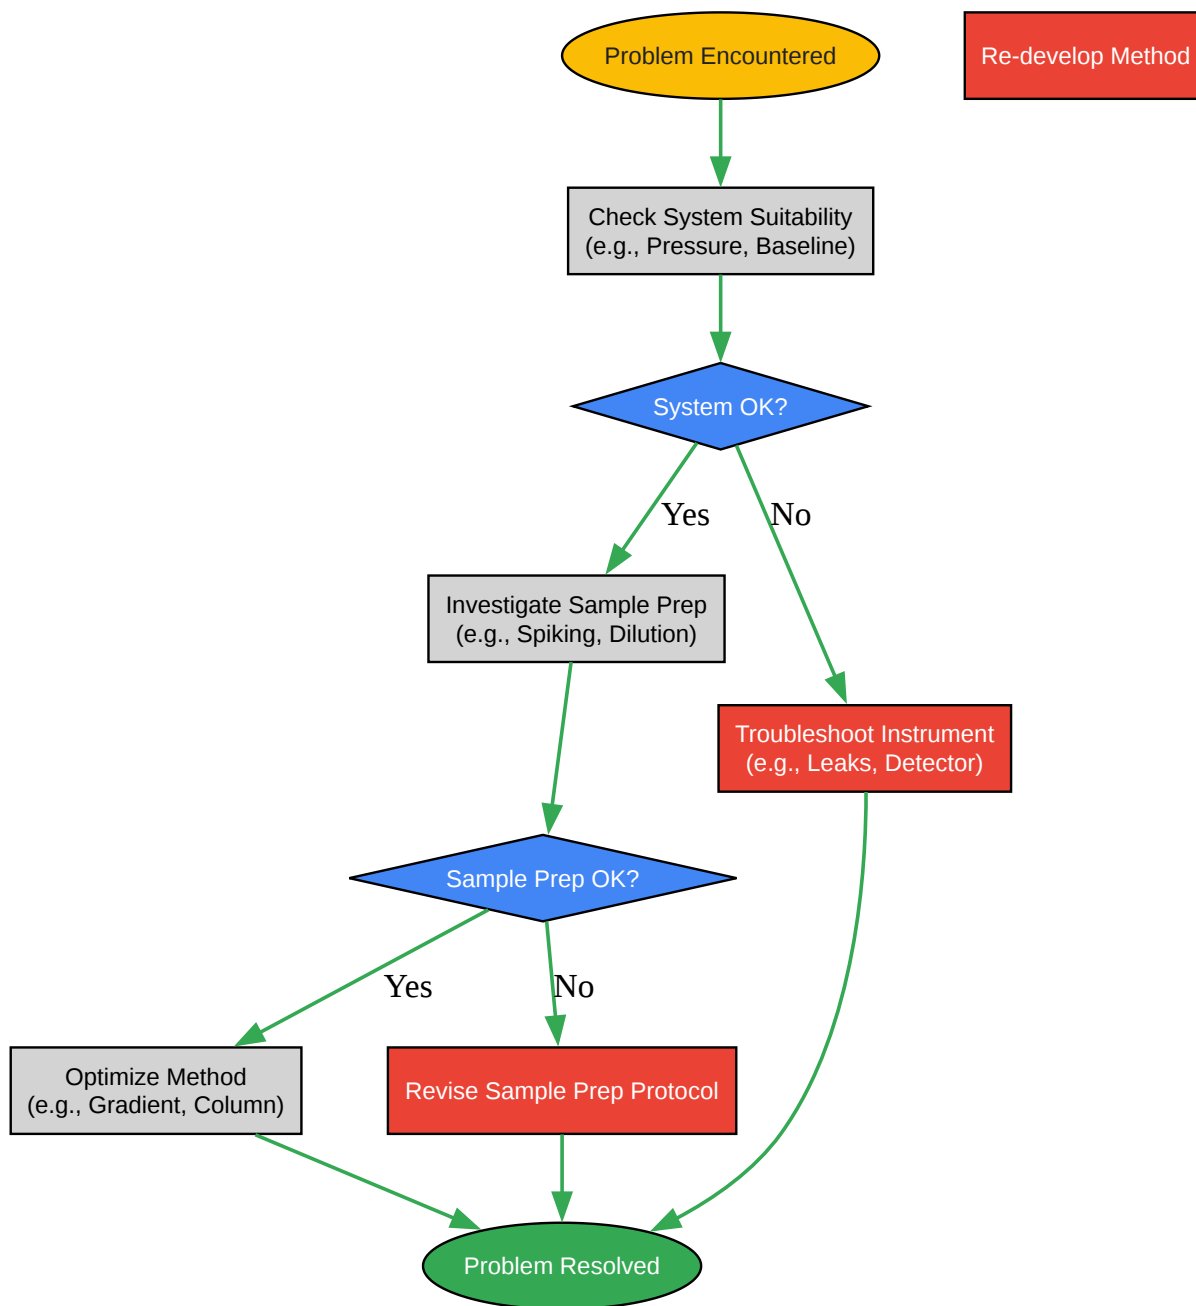 Problem Encountered
Re-develop Method
Check System Suitability
(e.g., Pressure, Baseline)
System OK?
Yes
No
Investigate Sample Prep
(e.g., Spiking, Dilution)
Troubleshoot Instrument
(e.g., Leaks, Detector)
Sample Prep OK?
Yes
No
Optimize Method
(e.g., Gradient, Column)
Revise Sample Prep Protocol
Problem Resolved